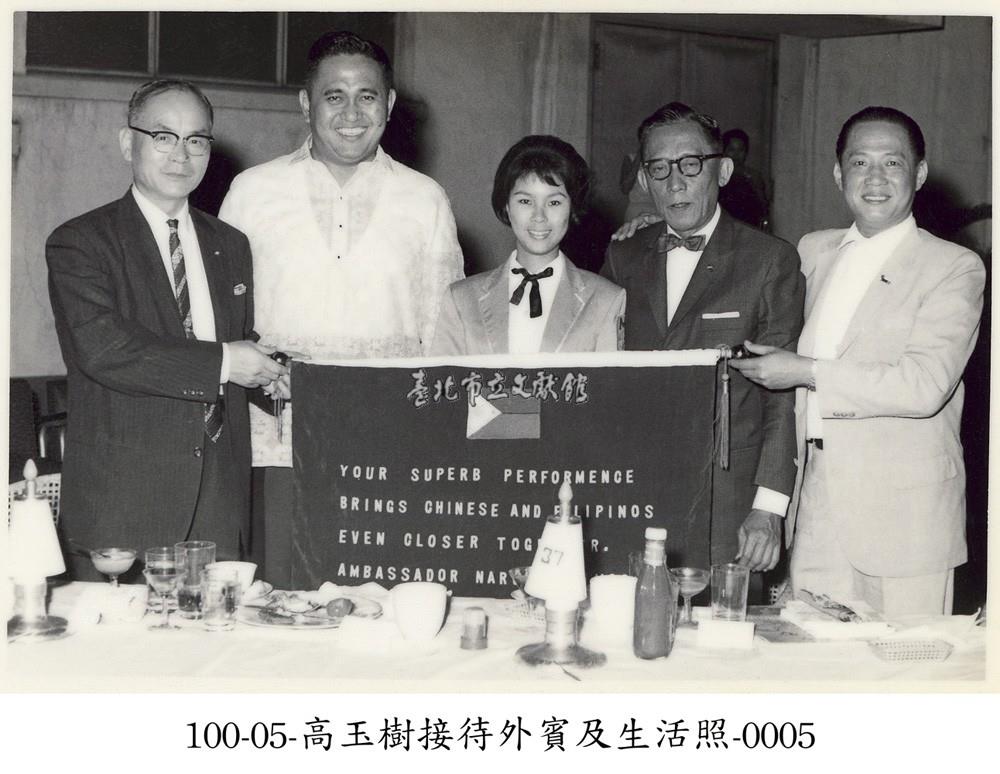 臺北市立文獻館
YOUR SUPERB PERFORMENCE
BRINGS CHINESE AND FILIPINOS
EVEN CLOSER
AMBASSADOR
37
100-05-高玉樹接待外賓及生活照-0005